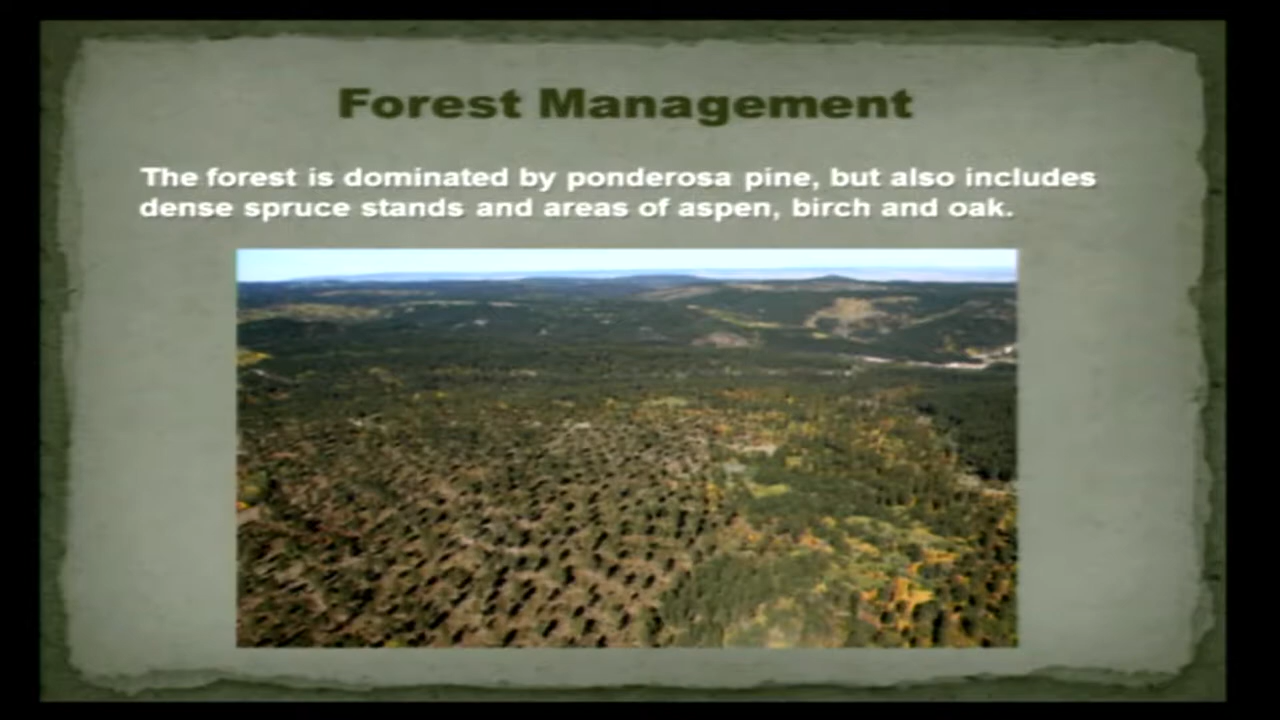 Forest Management
The forest is dominated by ponderosa pine, but also includes
dense spruce stands and areas of aspen, birch and oak.